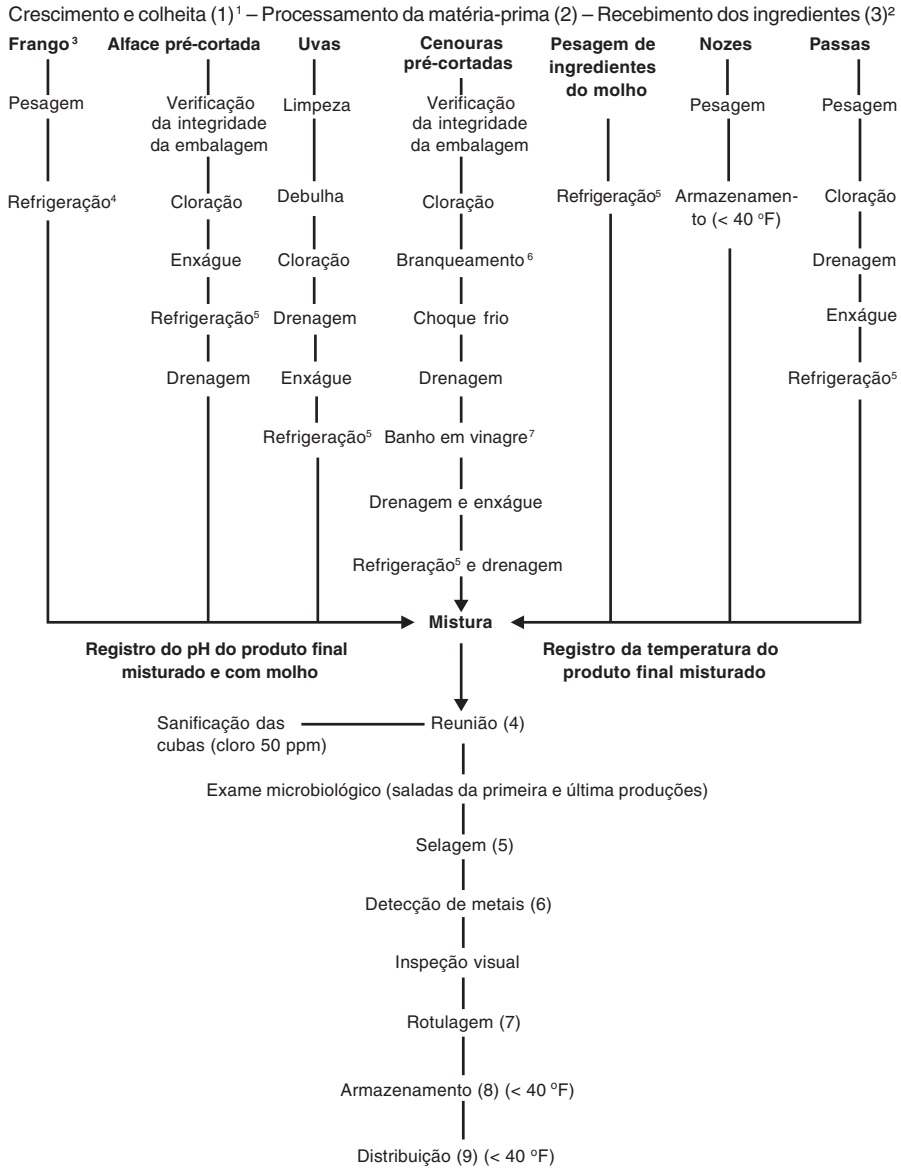 Crescimento e colheita (1)¹ – Processamento da matéria-prima (2) – Recebimento dos ingredientes (3)²
Frango³
Pesagem
Refrigeração⁴
Alface pré-cortada
Verificação
da integridade
da embalagem
Cloração
Enxágue
Refrigeração⁵
Drenagem
Uvas
Limpeza
Debulha
Cloração
Drenagem
Enxágue
Refrigeração⁵
Cenouras
pré-cortadas
Verificação
da integridade
da embalagem
Cloração
Branqueamento⁶
Choque frio
Drenagem
Banho em vinagre⁷
Drenagem e enxágue
Refrigeração⁵ e drenagem
Pesagem de
ingredientes
do molho
Refrigeração⁵
Nozes
Pesagem
Armazenamen-
to (< 40 ºF)
Passas
Pesagem
Cloração
Drenagem
Enxágue
Refrigeração⁵
Mistura
Registro do pH do produto final
misturado e com molho
Registro da temperatura do
produto final misturado
Sanificação das
cubas (cloro 50 ppm)
Reunião (4)
Exame microbiológico (saladas da primeira e última produções)
Selagem (5)
Detecção de metais (6)
Inspeção visual
Rotulagem (7)
Armazenamento (8) (< 40 ºF)
Distribuição (9) (< 40 ºF)